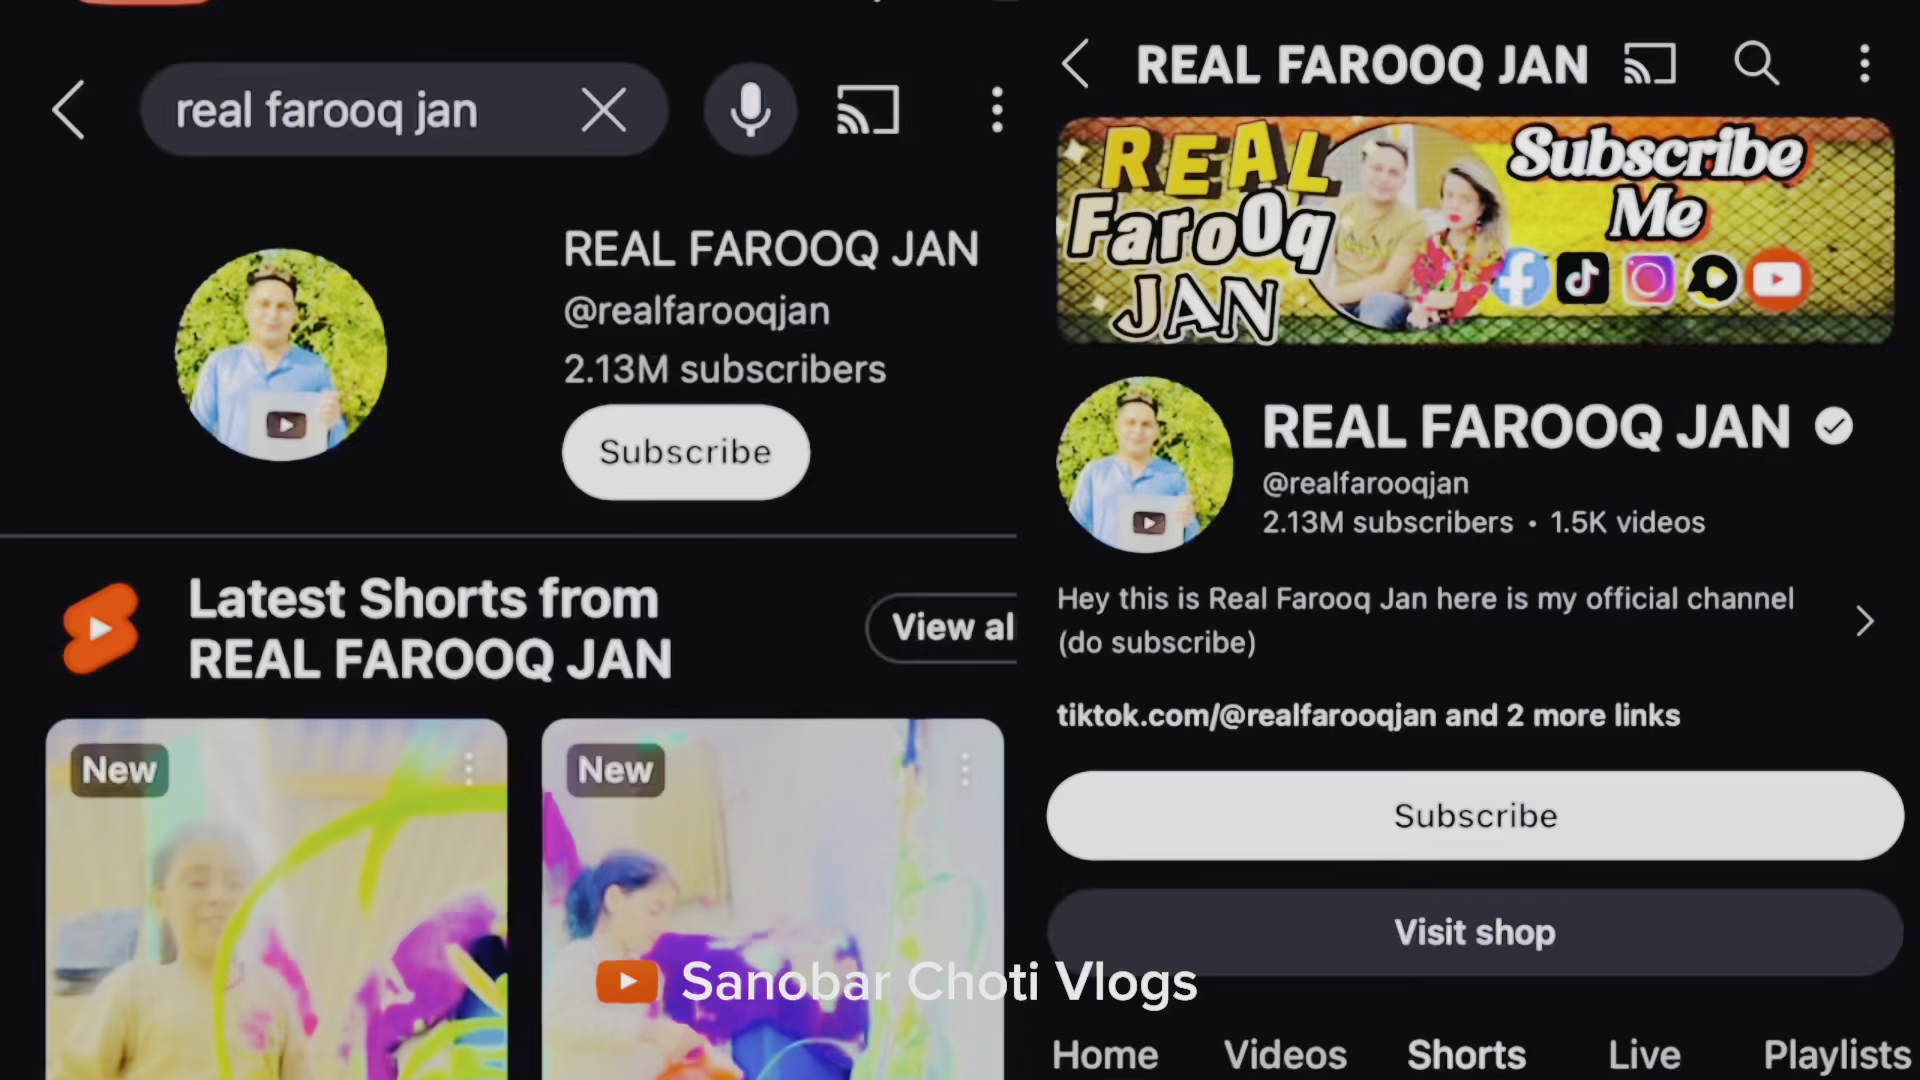 real farooq jan
REAL FAROOQ JAN
@realfarooqjan
2.13M subscribers
Subscribe
Latest Shorts from
REAL FAROOQ JAN
View al
New
New
REAL FAROOQ JAN
REAL
FaroOq
JAN
Subscribe
Me
REAL FAROOQ JAN
@realfarooqjan
2.13M subscribers • 1.5K videos
Hey this is Real Farooq Jan here is my official channel
(do subscribe)
tiktok.com/@realfarooqjan and 2 more links
Subscribe
Visit shop
Sanobar Choti Vlogs
Home Videos Shorts Live Playlists